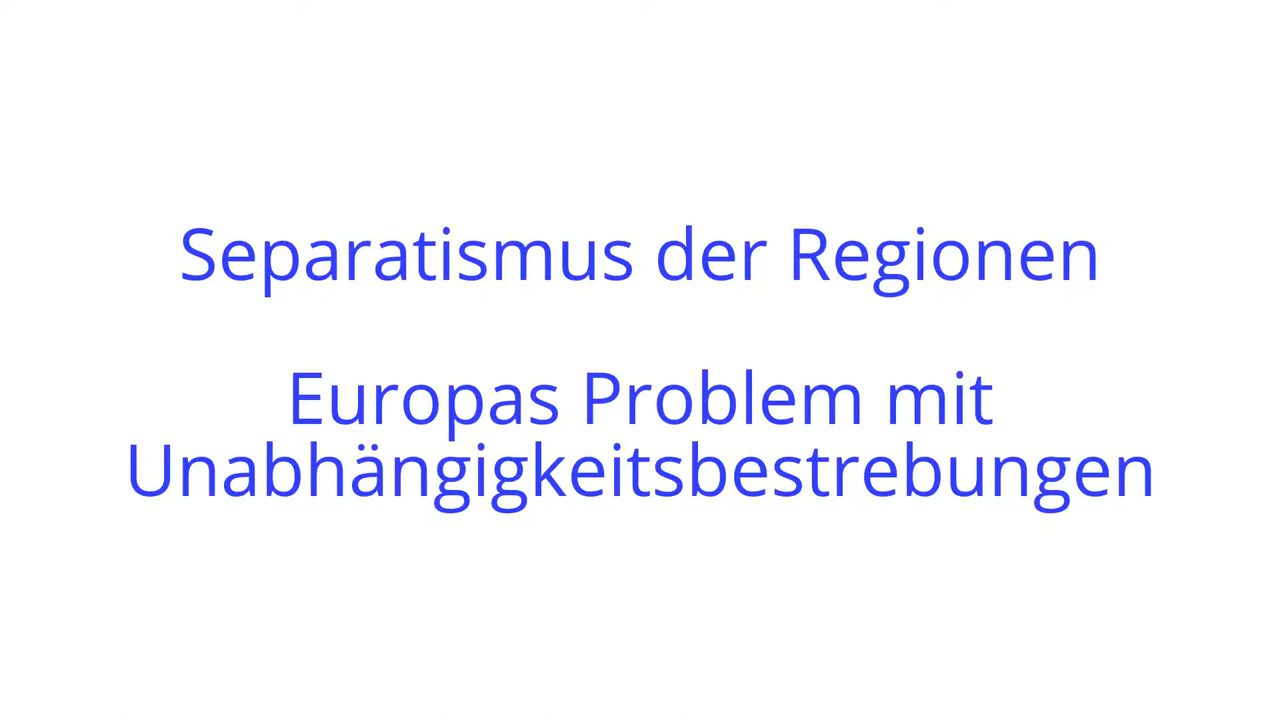 Separatismus der Regionen
Europas Problem mit
Unabhängigkeitsbestrebungen